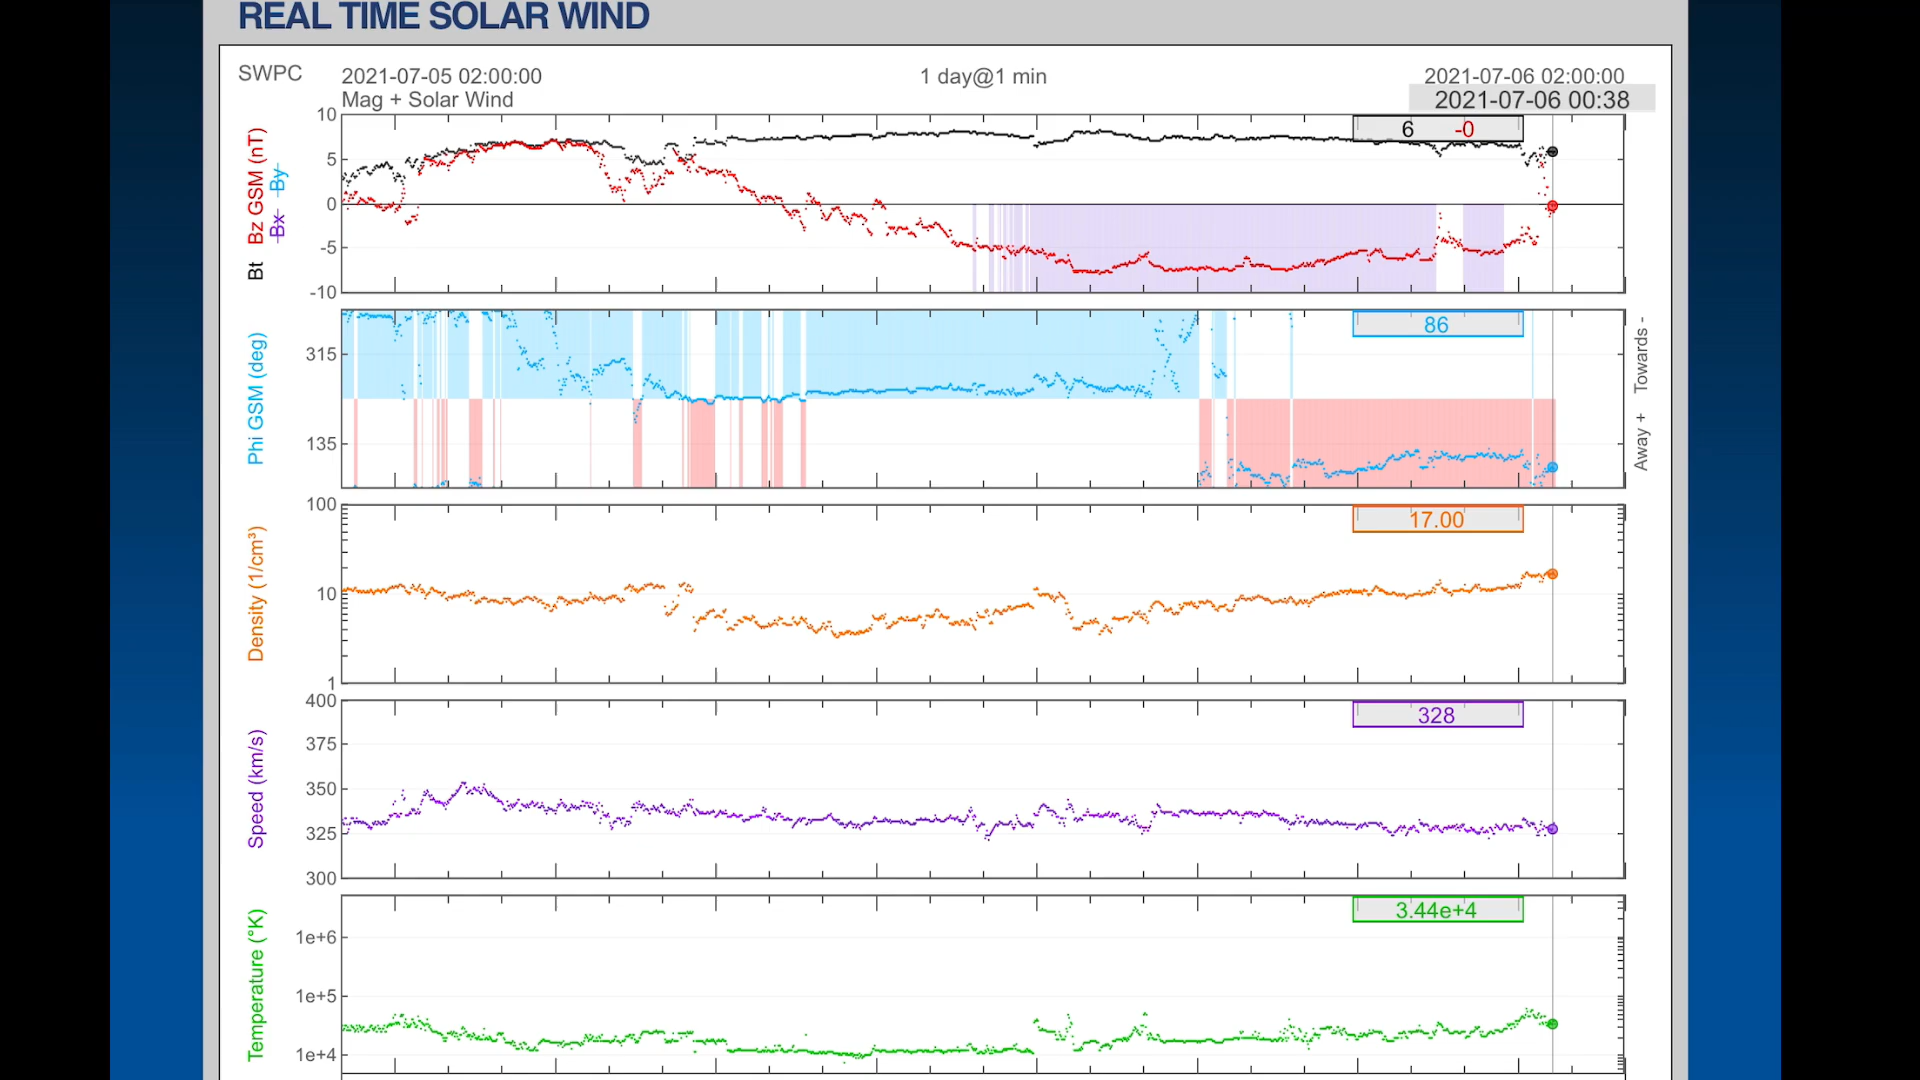 REAL TIME SOLAR WIND
SWPC
2021-07-05 02:00:00
1 day@1 min
2021-07-06 02:00:00
Mag + Solar Wind
2021-07-06 00:38
Bt Bz GSM (nT)
Bx By
10
5
0
-5
-10
6 -0
Phi GSM (deg)
315
135
86
Towards -
Away +
Density (1/cm³)
100
10
1
17.00
Speed (km/s)
400
375
350
325
300
328
Temperature (°K)
1e+6
1e+5
1e+4
3.44e+4